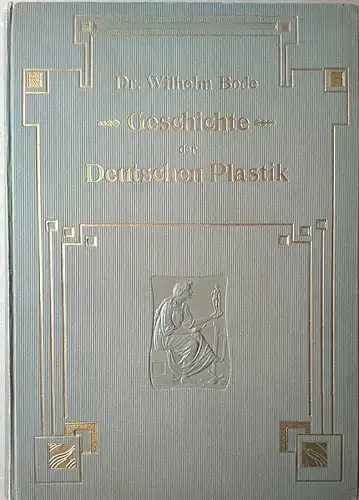 Dr. Wilhelm Bode
Geschichte
der
Deutschen Plastik